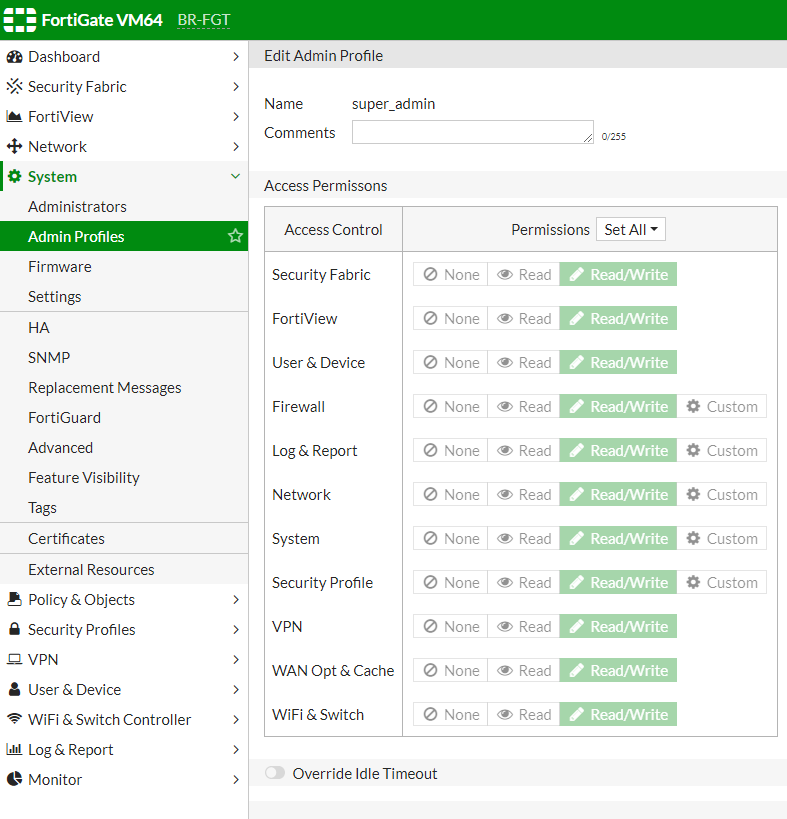 FortiGate VM64 BR-FGT
Dashboard
Security Fabric
FortiView
Network
System
Administrators
Admin Profiles
Firmware
Settings
HA
SNMP
Replacement Messages
FortiGuard
Advanced
Feature Visibility
Tags
Certificates
External Resources
Policy & Objects
Security Profiles
VPN
User & Device
WiFi & Switch Controller
Log & Report
Monitor
Edit Admin Profile
Name super_admin
Comments 0/255
Access Permissons
Access Control Permissions Set All
Security Fabric None Read Read/Write
FortiView None Read Read/Write
User & Device None Read Read/Write
Firewall None Read Read/Write Custom
Log & Report None Read Read/Write Custom
Network None Read Read/Write Custom
System None Read Read/Write Custom
Security Profile None Read Read/Write Custom
VPN None Read Read/Write
WAN Opt & Cache None Read Read/Write
WiFi & Switch None Read Read/Write
Override Idle Timeout